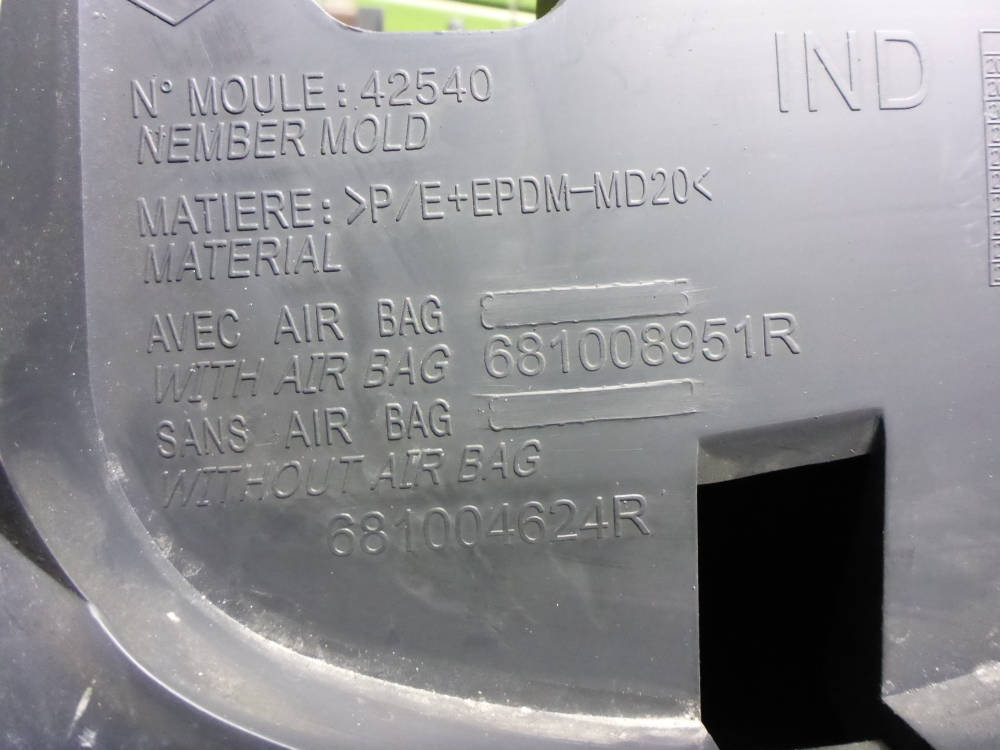 N° MOULE: 42540
NEMBER MOLD
IND
MATIERE: >P/E+EPDM-MD20<
MATERIAL
AVEC AIR BAG
WITH AIR BAG 681008951R
SANS AIR BAG
WITHOUT AIR BAG
681004624R